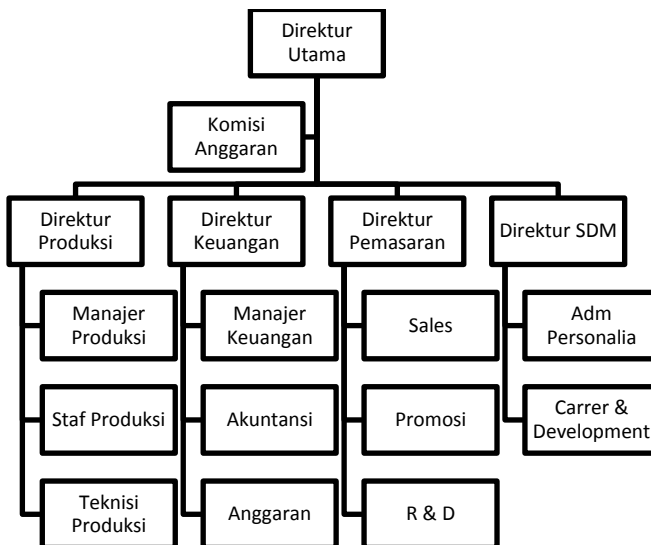 Direktur
Utama
Komisi
Anggaran
Direktur
Produksi
Direktur
Keuangan
Direktur
Pemasaran
Direktur SDM
Manajer
Produksi
Manajer
Keuangan
Sales
Adm
Personalia
Staf Produksi
Akuntansi
Promosi
Carrer &
Development
Teknisi
Produksi
Anggaran
R & D